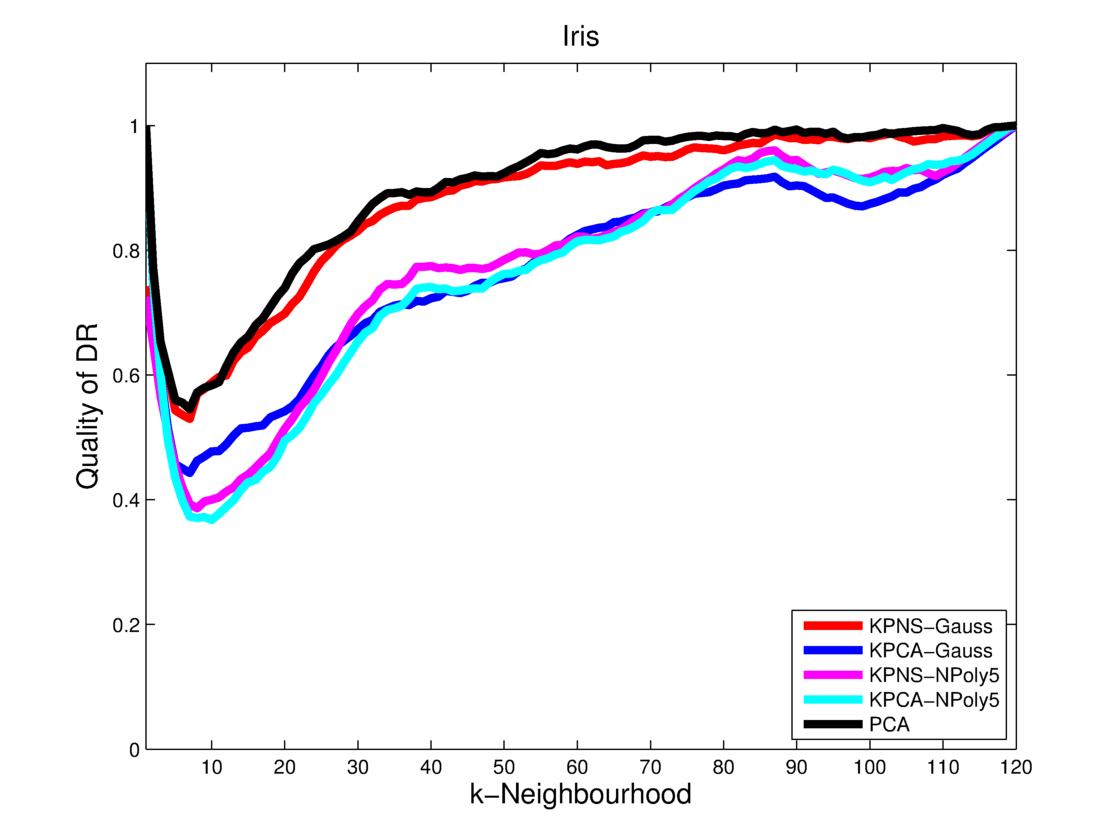 Iris
Quality of DR
1
0.8
0.6
0.4
0.2
0
10 20 30 40 50 60 70 80 90 100 110 120
k−Neighbourhood
KPNS−Gauss
KPCA−Gauss
KPNS−NPoly5
KPCA−NPoly5
PCA